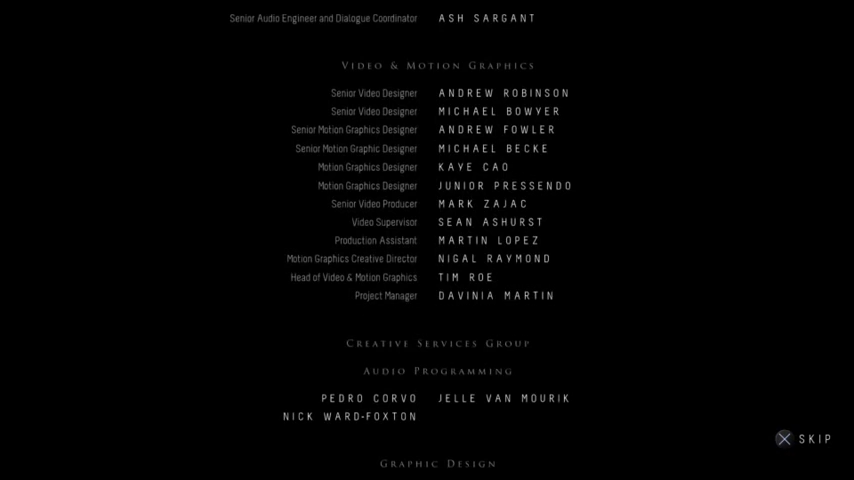 Senior Audio Engineer and Dialogue Coordinator ASH SARGANT
VIDEO & MOTION GRAPHICS
Senior Video Designer ANDREW ROBINSON
Senior Video Designer MICHAEL BOWYER
Senior Motion Graphics Designer ANDREW FOWLER
Senior Motion Graphic Designer MICHAEL BECKE
Motion Graphics Designer KAYE CAO
Motion Graphics Designer JUNIOR PRESSENDO
Senior Video Producer MARK ZAJAC
Video Supervisor SEAN ASHURST
Production Assistant MARTIN LOPEZ
Motion Graphics Creative Director NIGAL RAYMOND
Head of Video & Motion Graphics TIM ROE
Project Manager DAVINIA MARTIN
CREATIVE SERVICES GROUP
AUDIO PROGRAMMING
PEDRO CORVO JELLE VAN MOURIK
NICK WARD-FOXTON
SKIP
GRAPHIC DESIGN